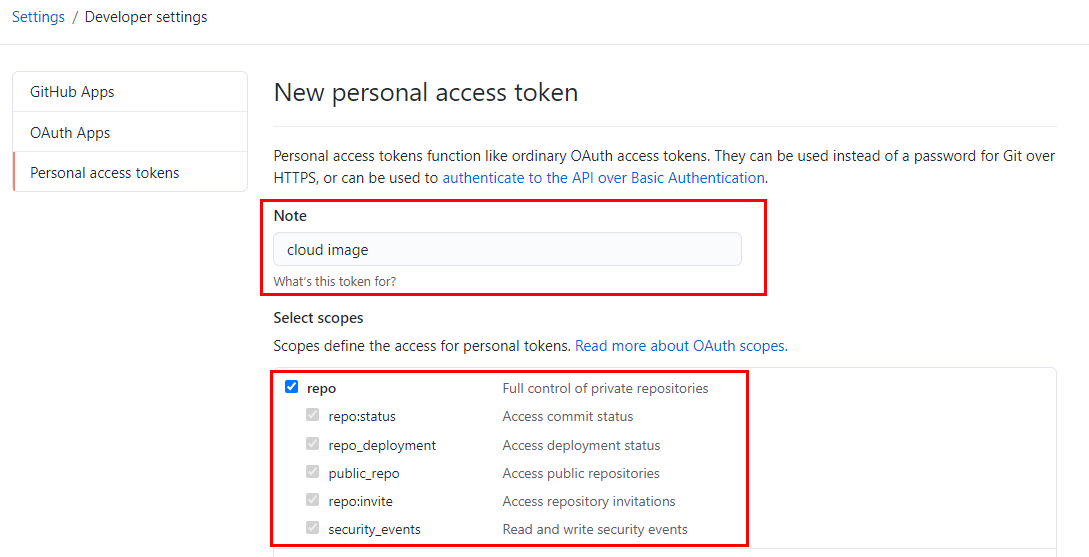 Settings / Developer settings
GitHub Apps
OAuth Apps
Personal access tokens
New personal access token
Personal access tokens function like ordinary OAuth access tokens. They can be used instead of a password for Git over
HTTPS, or can be used to authenticate to the API over Basic Authentication.
Note
cloud image
What's this token for?
Select scopes
Scopes define the access for personal tokens. Read more about OAuth scopes.
repo Full control of private repositories
repo:status Access commit status
repo_deployment Access deployment status
public_repo Access public repositories
repo:invite Access repository invitations
security_events Read and write security events